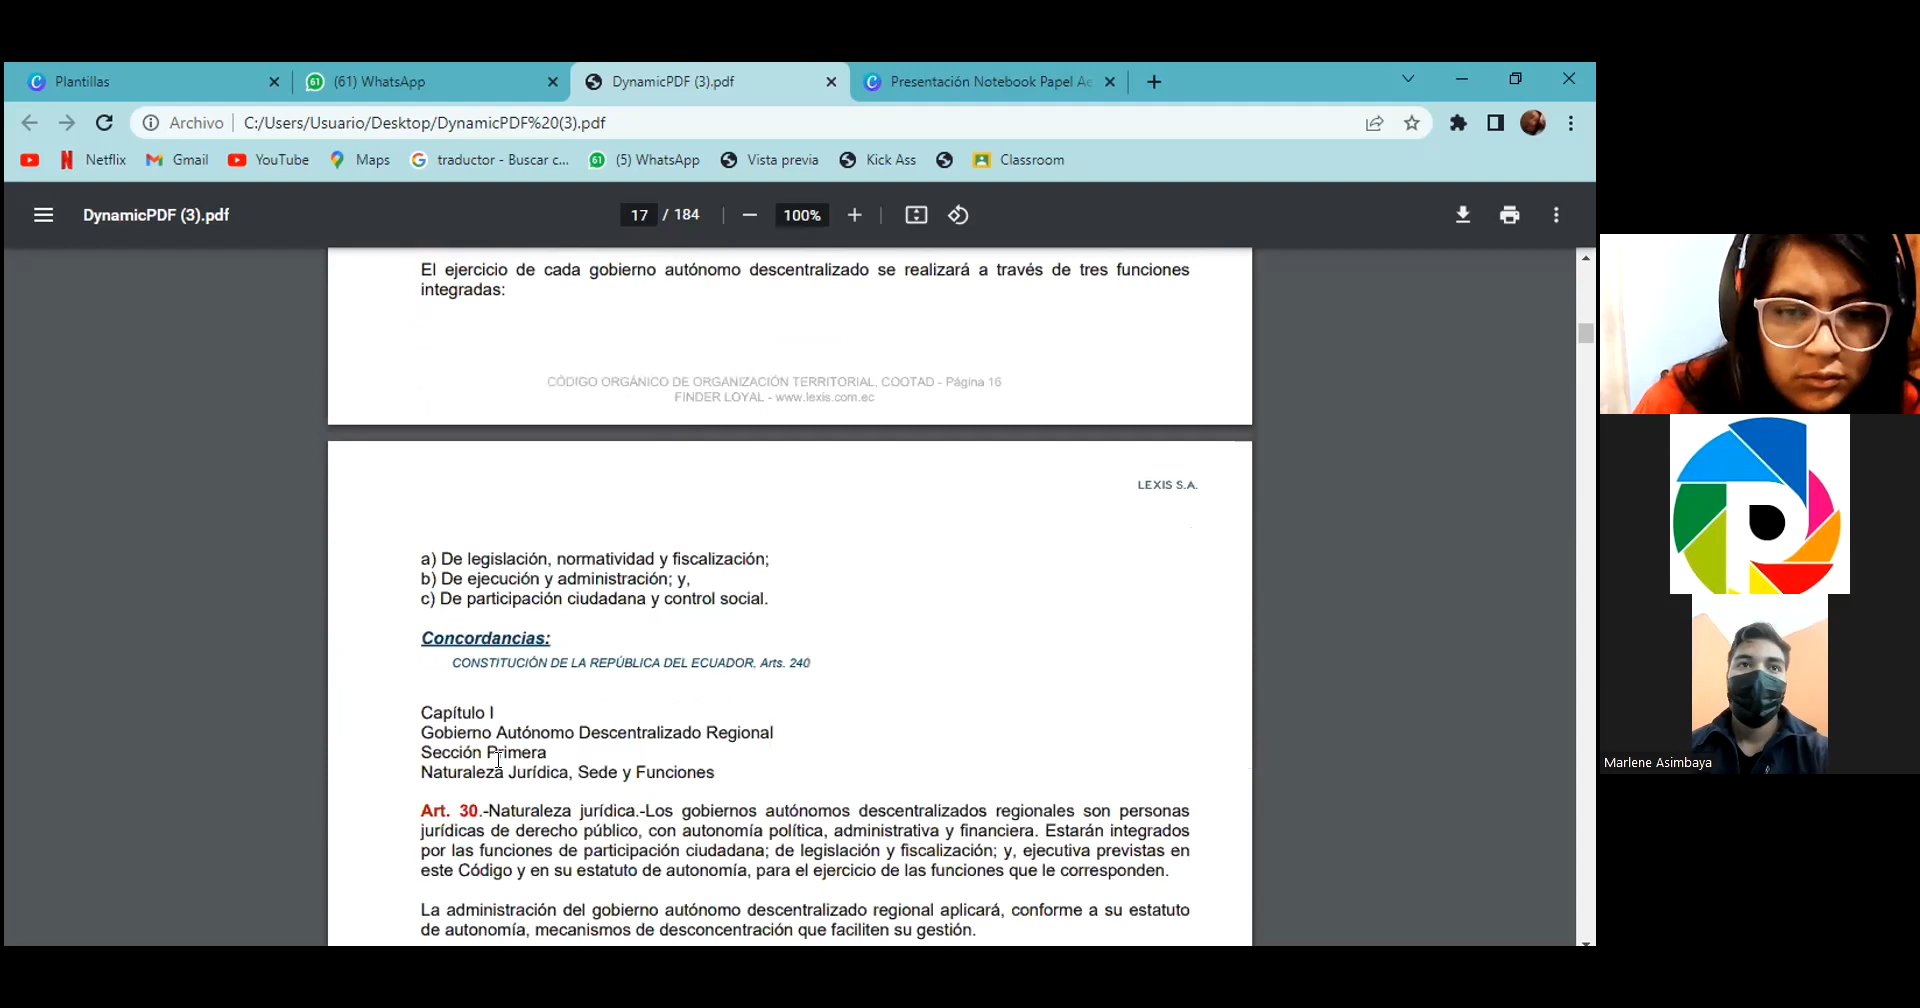 Plantillas
(61) WhatsApp
DynamicPDF (3).pdf
Presentación Notebook Papel Ae
Archivo
C:/Users/Usuario/Desktop/DynamicPDF%20(3).pdf
Netflix
Gmail
YouTube
Maps
traductor - Buscar c...
(5) WhatsApp
Vista previa
Kick Ass
Classroom
DynamicPDF (3).pdf
17 / 184
100%
El ejercicio de cada gobierno autónomo descentralizado se realizará a través de tres funciones
integradas:
CÓDIGO ORGÁNICO DE ORGANIZACIÓN TERRITORIAL, COOTAD - Página 16
FINDER LOYAL - www.lexis.com.ec
LEXIS S.A.
a) De legislación, normatividad y fiscalización;
b) De ejecución y administración; y,
c) De participación ciudadana y control social.
Concordancias:
CONSTITUCIÓN DE LA REPÚBLICA DEL ECUADOR, Arts. 240
Capítulo I
Gobierno Autónomo Descentralizado Regional
Sección Primera
Naturaleza Jurídica, Sede y Funciones
Art. 30.-Naturaleza jurídica.-Los gobiernos autónomos descentralizados regionales son personas
jurídicas de derecho público, con autonomía política, administrativa y financiera. Estarán integrados
por las funciones de participación ciudadana; de legislación y fiscalización; y, ejecutiva previstas en
este Código y en su estatuto de autonomía, para el ejercicio de las funciones que le corresponden.
La administración del gobierno autónomo descentralizado regional aplicará, conforme a su estatuto
de autonomía, mecanismos de desconcentración que faciliten su gestión.
Marlene Asimbaya